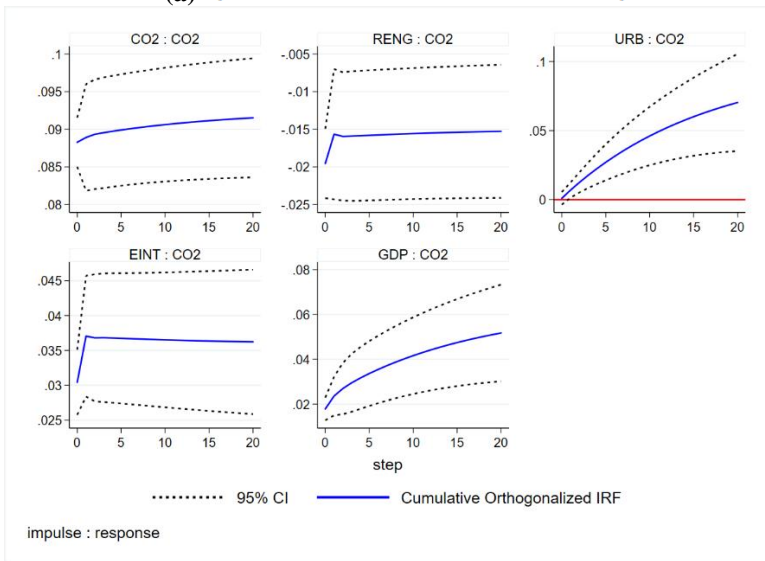 CO2 : CO2
RENG : CO2
URB : CO2
.1
.095
.09
.085
.08
0 5 10 15 20
-.005
-.01
-.015
-.02
-.025
0 5 10 15 20
.1
.05
0
0 5 10 15 20
EINT : CO2
GDP : CO2
.045
.04
.035
.03
.025
0 5 10 15 20
.08
.06
.04
.02
0 5 10 15 20
step
95% CI
Cumulative Orthogonalized IRF
impulse : response